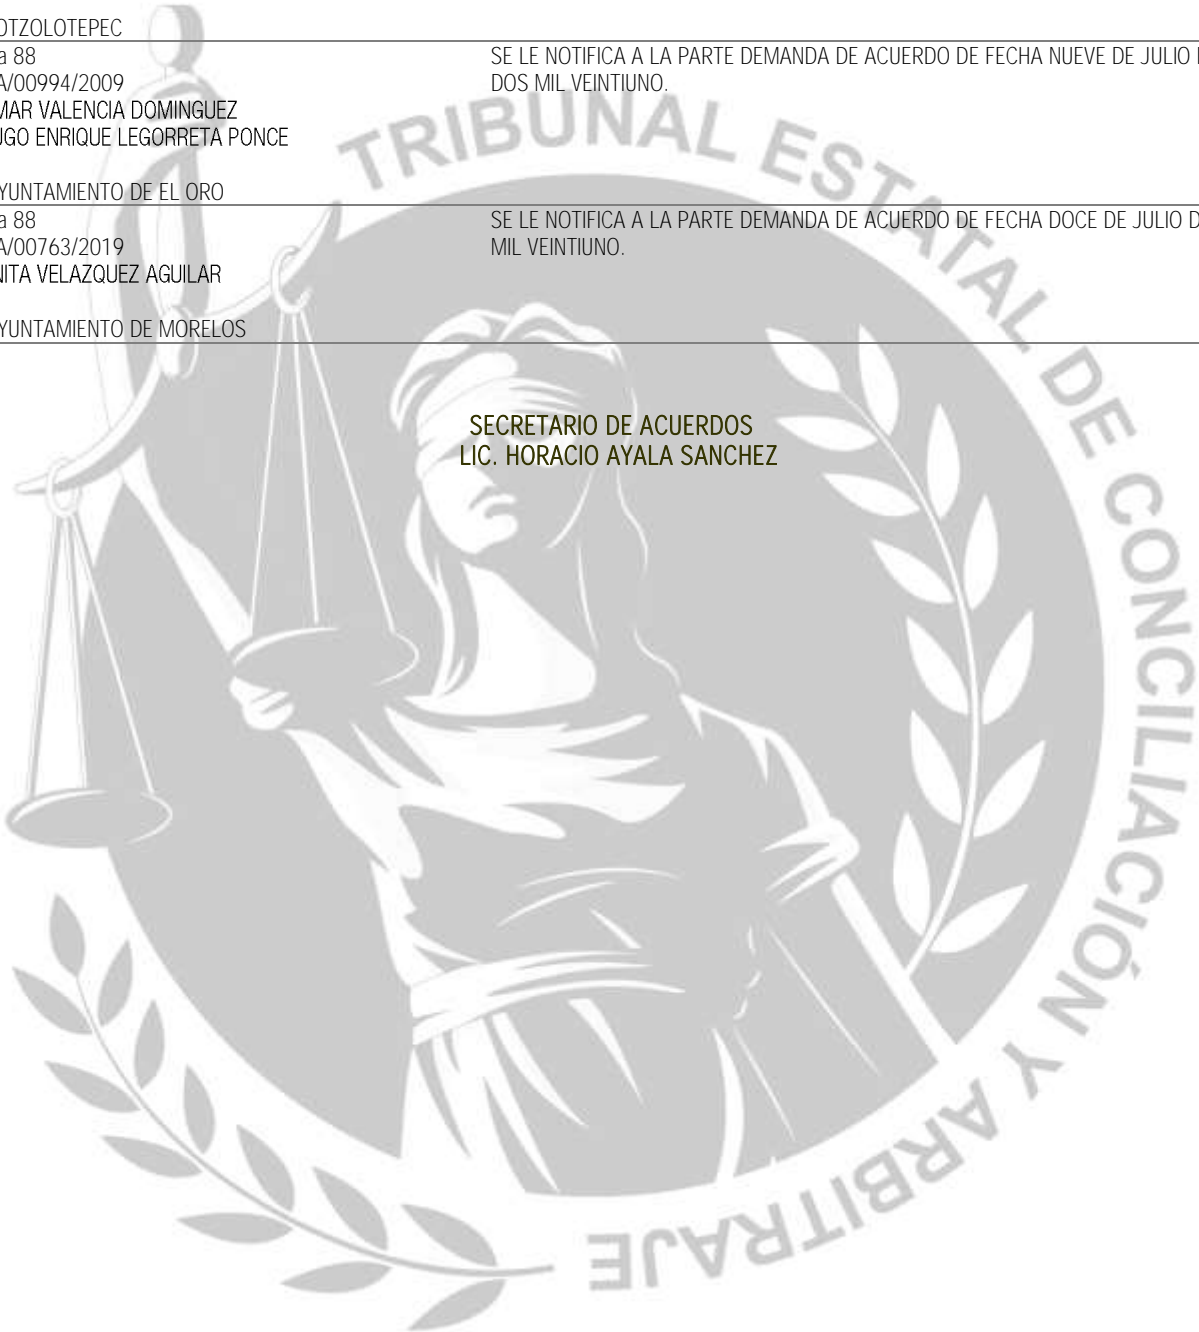 OTZOLOTEPEC
a 88
A/00994/2009
MAR VALENCIA DOMINGUEZ
UGO ENRIQUE LEGORRETA PONCE
YUNTAMIENTO DE EL ORO
SE LE NOTIFICA A LA PARTE DEMANDA DE ACUERDO DE FECHA NUEVE DE JULIO
DOS MIL VEINTIUNO.
a 88
A/00763/2019
NITA VELAZQUEZ AGUILAR
YUNTAMIENTO DE MORELOS
SE LE NOTIFICA A LA PARTE DEMANDA DE ACUERDO DE FECHA DOCE DE JULIO D
MIL VEINTIUNO.
SECRETARIO DE ACUERDOS
LIC. HORACIO AYALA SANCHEZ
TRIBUNAL ESTATAL DE CONCILIACIÓN Y ARBITRAJE